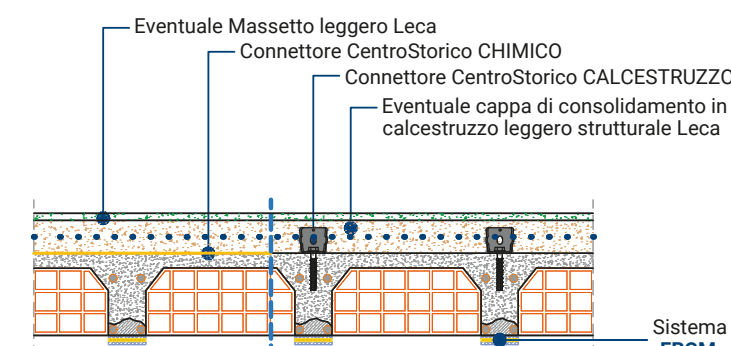 Eventuale Massetto leggero Leca
Connettore CentroStorico CHIMICO
Connettore CentroStorico CALCESTRUZZO
Eventuale cappa di consolidamento in
calcestruzzo leggero strutturale Leca
Sistema
FRCM